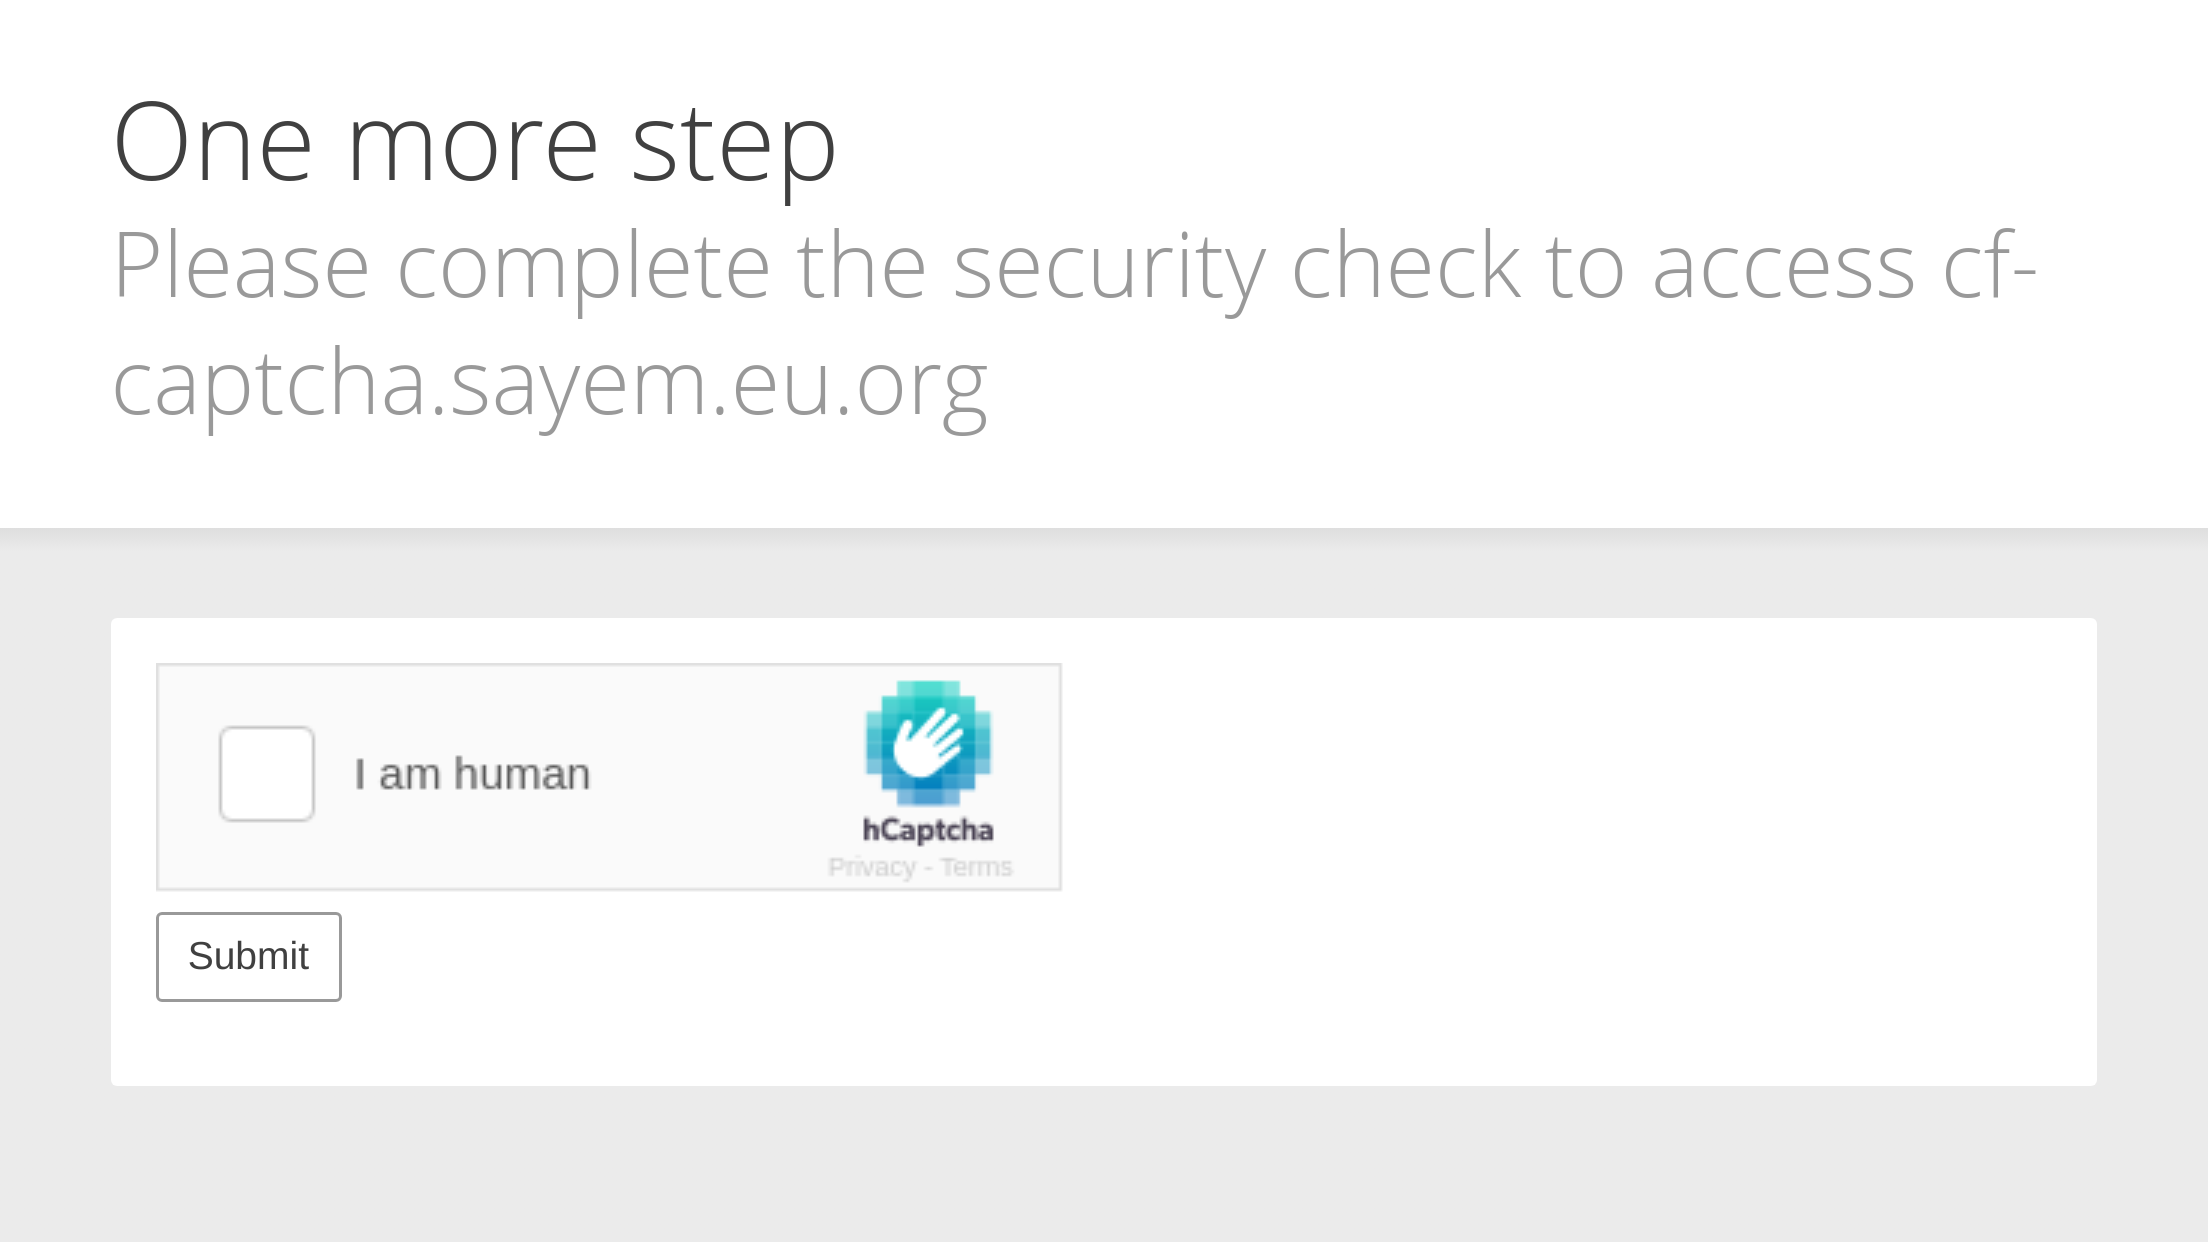 One more step
Please complete the security check to access cf-
captcha.sayem.eu.org
I am human
hCaptcha
Privacy - Terms
Submit